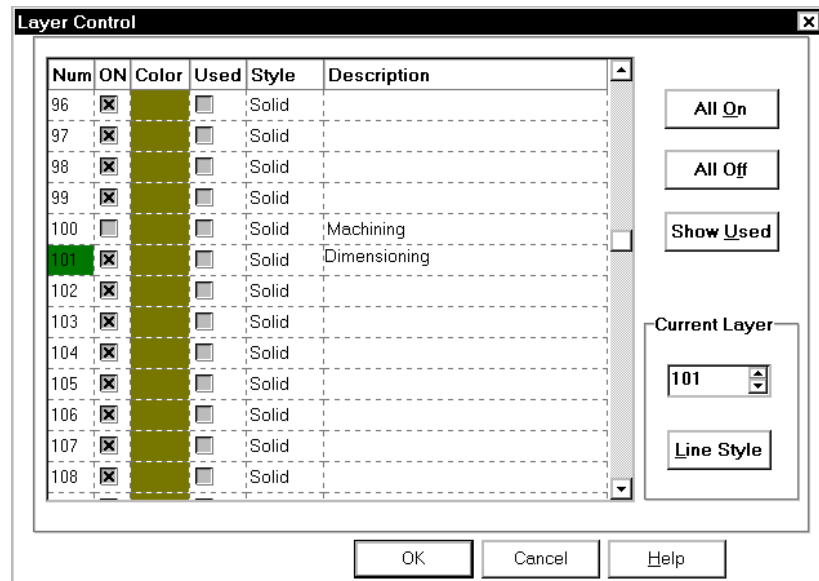 Layer Control
Num ON Color Used Style Description
96 Solid
97 Solid
98 Solid
99 Solid
100 Solid Machining
101 Solid Dimensioning
102 Solid
103 Solid
104 Solid
105 Solid
106 Solid
107 Solid
108 Solid
All On
All Off
Show Used
Current Layer
101
Line Style
OK Cancel Help